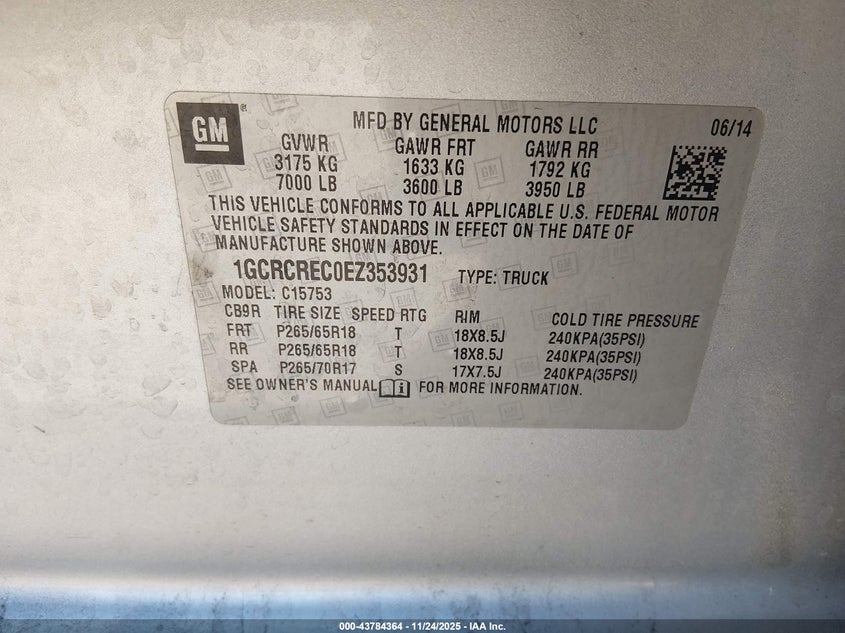 GM
MFD BY GENERAL MOTORS LLC 06/14
GVWR GAWR FRT GAWR RR
3175 KG 1633 KG 1792 KG
7000 LB 3600 LB 3950 LB
THIS VEHICLE CONFORMS TO ALL APPLICABLE U.S. FEDERAL MOTOR
VEHICLE SAFETY STANDARDS IN EFFECT ON THE DATE OF
MANUFACTURE SHOWN ABOVE.
1GCRCREC0EZ353931 TYPE: TRUCK
MODEL: C15753
CB9R TIRE SIZE SPEED RTG RIM COLD TIRE PRESSURE
FRT P265/65R18 T 18X8.5J 240KPA(35PSI)
RR P265/65R18 T 18X8.5J 240KPA(35PSI)
SPA P265/70R17 S 17X7.5J 240KPA(35PSI)
SEE OWNER'S MANUAL FOR MORE INFORMATION.
000-43784364 - 11/24/2025 - IAA Inc.